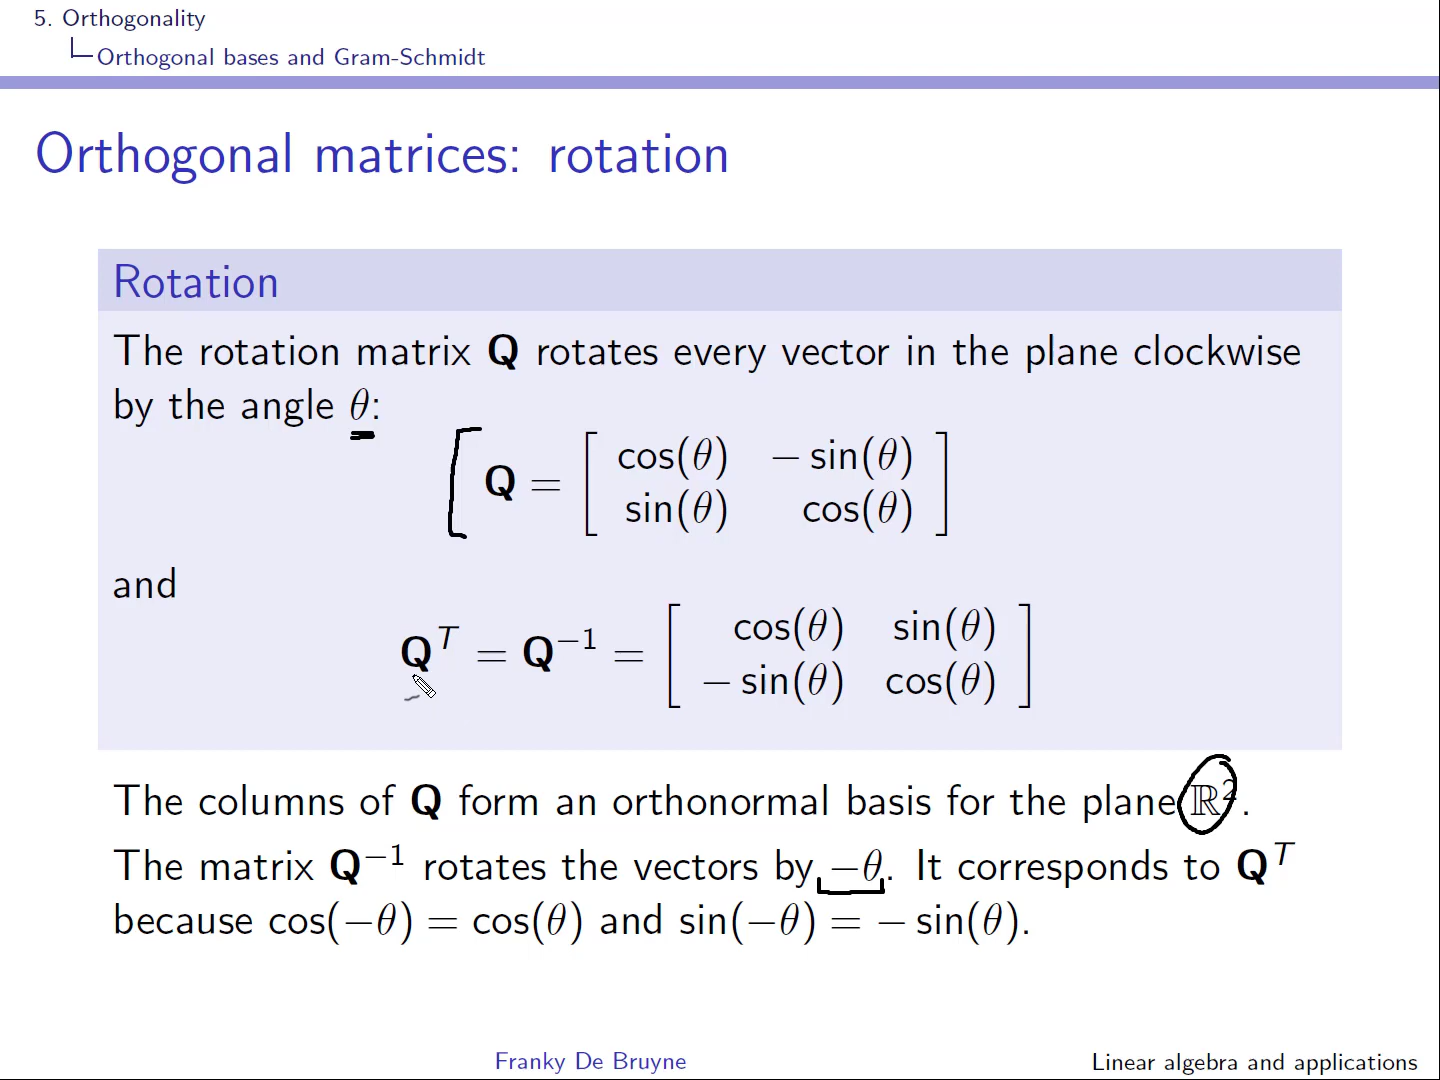 5. Orthogonality
Orthogonal bases and Gram-Schmidt
Orthogonal matrices: rotation
Rotation
The rotation matrix Q rotates every vector in the plane clockwise
by the angle θ:
Q = [ cos(θ) − sin(θ)
sin(θ) cos(θ) ]
and
Q^T = Q^−1 = [ cos(θ) sin(θ)
− sin(θ) cos(θ) ]
The columns of Q form an orthonormal basis for the plane ℝ².
The matrix Q^−1 rotates the vectors by −θ. It corresponds to Q^T
because cos(−θ) = cos(θ) and sin(−θ) = − sin(θ).
Franky De Bruyne Linear algebra and applications